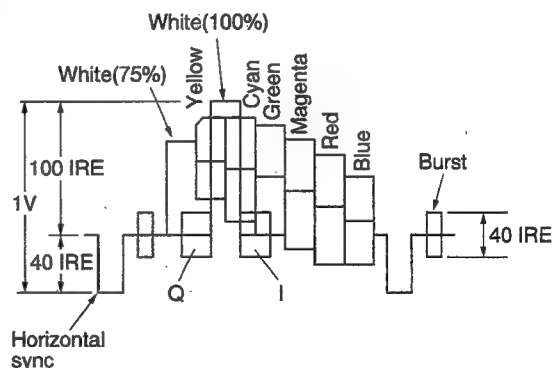 White(100%)
White(75%)
Yellow
Cyan
Green
Magenta
Red
Blue
Burst
100 IRE
1V
40 IRE
40 IRE
Q
I
Horizontal
sync